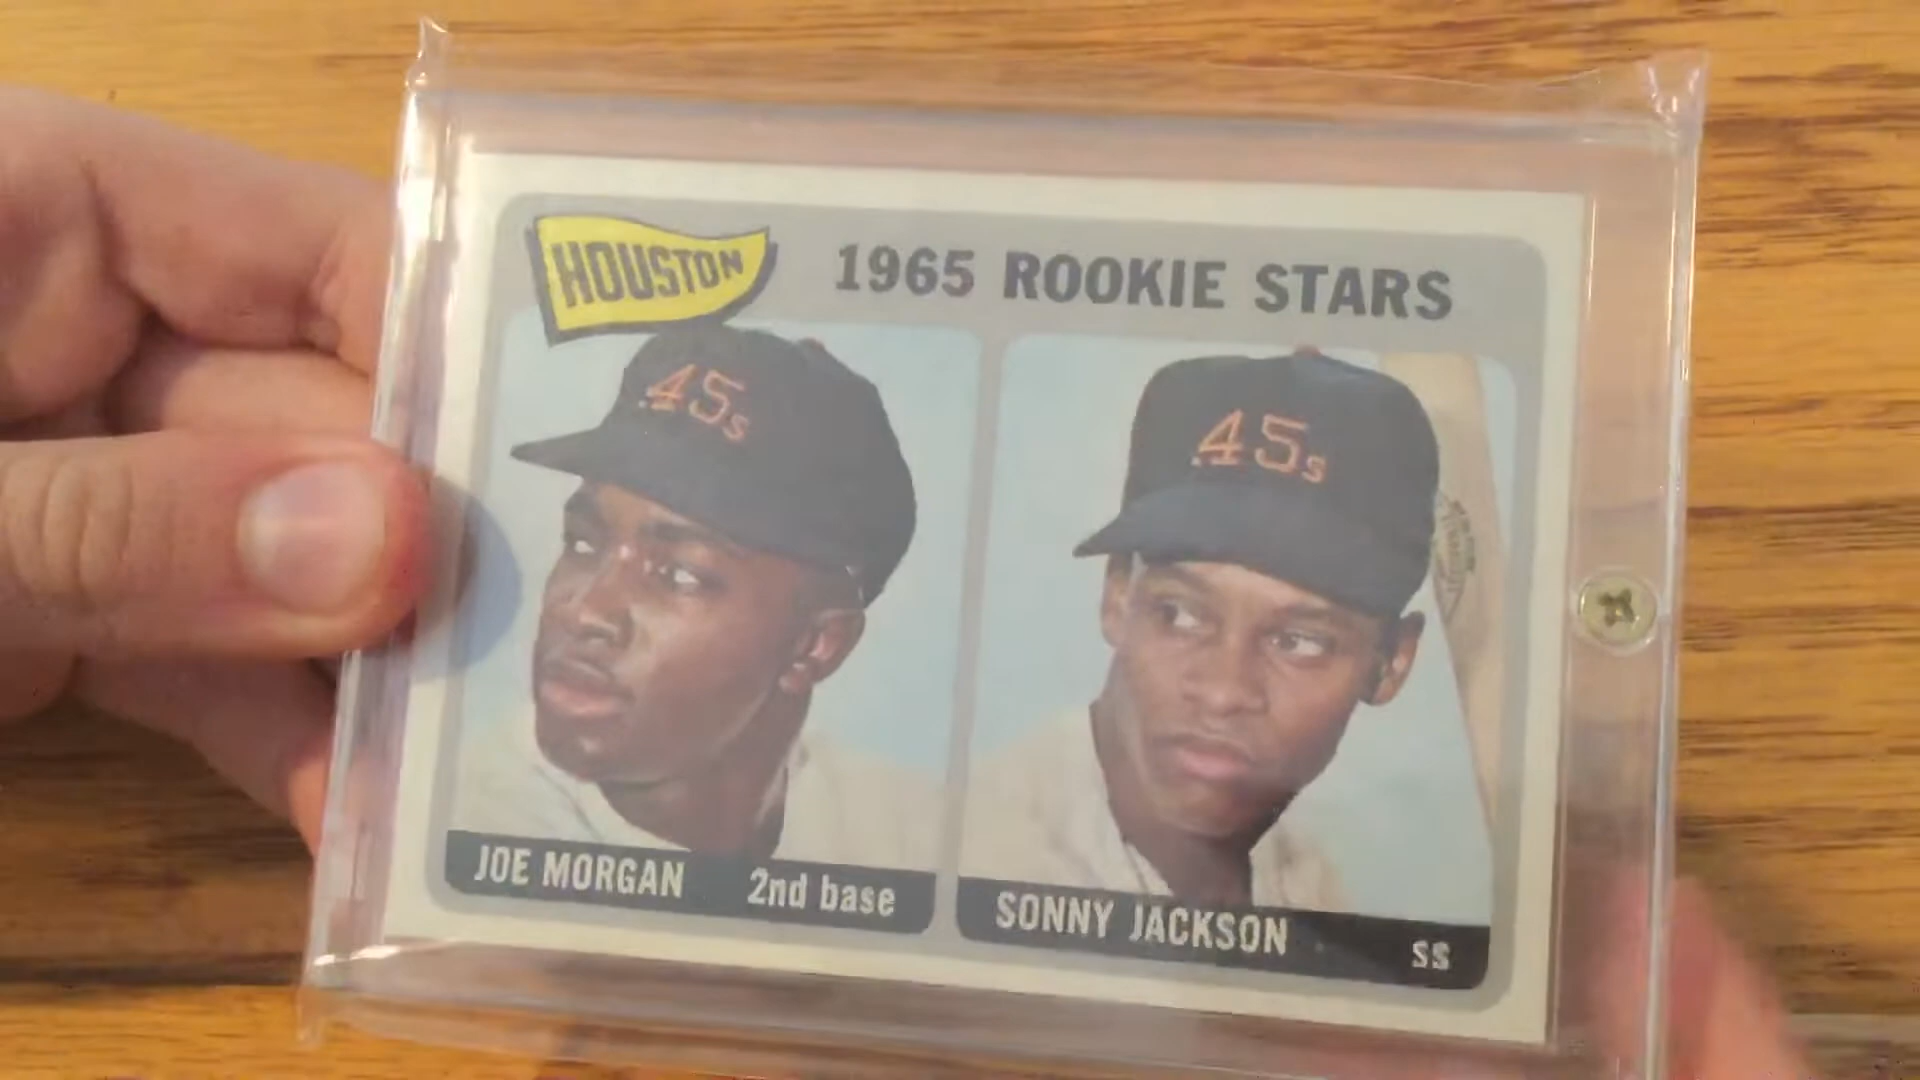 HOUSTON
1965 ROOKIE STARS
.45s
.45s
JOE MORGAN 2nd base
SONNY JACKSON ss